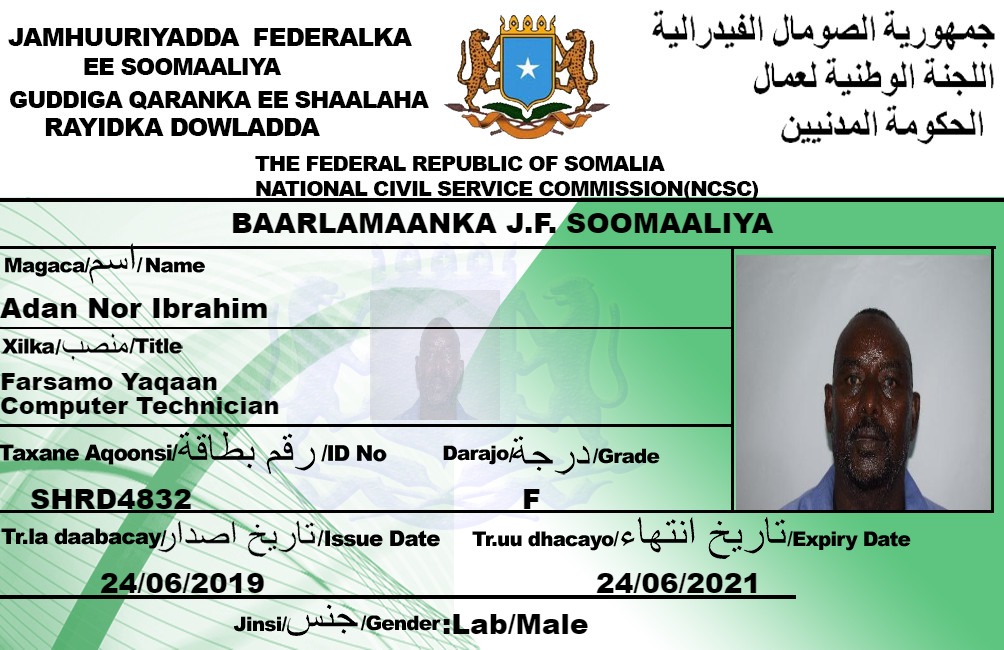 JAMHUURIYADDA FEDERALKA
EE SOOMAALIYA
GUDDIGA QARANKA EE SHAALAHA
RAYIDKA DOWLADDA
جمهورية الصومال الفيدرالية
اللجنة الوطنية لعمال
الحكومة المدنيين
THE FEDERAL REPUBLIC OF SOMALIA
NATIONAL CIVIL SERVICE COMMISSION(NCSC)
BAARLAMAANKA J.F. SOOMAALIYA
Magaca/اسم/Name
Adan Nor Ibrahim
Xilka/منصب/Title
Farsamo Yaqaan
Computer Technician
Taxane Aqoonsi/رقم بطاقة/ID No Darajo/درجة/Grade
SHRD4832 F
Tr.la daabacay/تاريخ اصدار/Issue Date Tr.uu dhacayo/تاريخ انتهاء/Expiry Date
24/06/2019 24/06/2021
Jinsi/جنس/Gender:Lab/Male